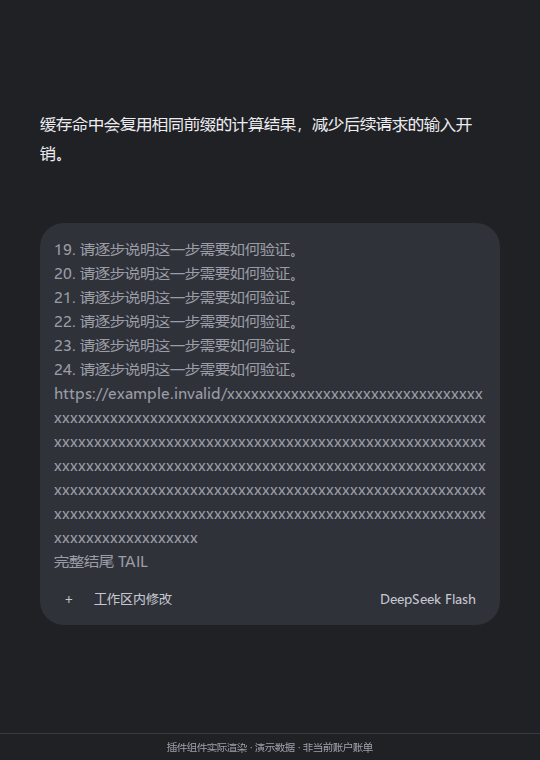 缓存命中会复用相同前缀的计算结果，减少后续请求的输入开
销。
19. 请逐步说明这一步需要如何验证。
20. 请逐步说明这一步需要如何验证。
21. 请逐步说明这一步需要如何验证。
22. 请逐步说明这一步需要如何验证。
23. 请逐步说明这一步需要如何验证。
24. 请逐步说明这一步需要如何验证。
https://example.invalid/xxxxxxxxxxxxxxxxxxxxxxxxxxxxxxxx
xxxxxxxxxxxxxxxxxxxxxxxxxxxxxxxxxxxxxxxxxxxxxxxxxxxxxx
xxxxxxxxxxxxxxxxxxxxxxxxxxxxxxxxxxxxxxxxxxxxxxxxxxxxxx
xxxxxxxxxxxxxxxxxxxxxxxxxxxxxxxxxxxxxxxxxxxxxxxxxxxxxx
xxxxxxxxxxxxxxxxxxxxxxxxxxxxxxxxxxxxxxxxxxxxxxxxxxxxxx
xxxxxxxxxxxxxxxxxxxxxxxxxxxxxxxxxxxxxxxxxxxxxxxxxxxxxx
xxxxxxxxxxxxxxxxxx
完整结尾 TAIL
+ 工作区内修改 DeepSeek Flash
插件组件实际渲染 · 演示数据 · 非当前账户账单